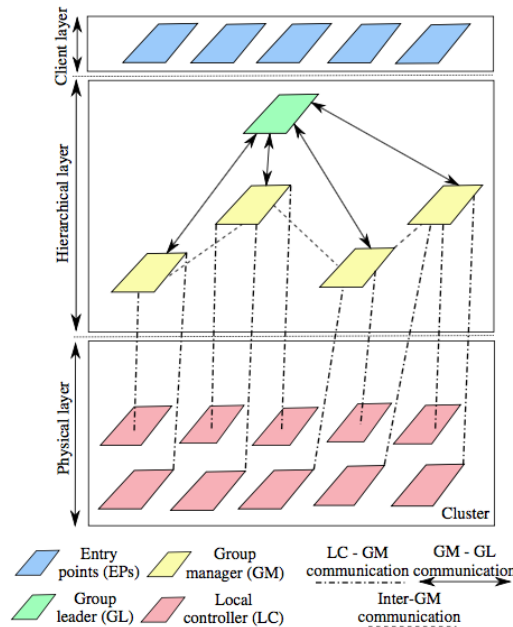 Client layer
Hierarchical layer
Physical layer
Cluster
Entry
points (EPs)
Group
manager (GM)
LC - GM
communication
GM - GL
communication
Group
leader (GL)
Local
controller (LC)
Inter-GM
communication